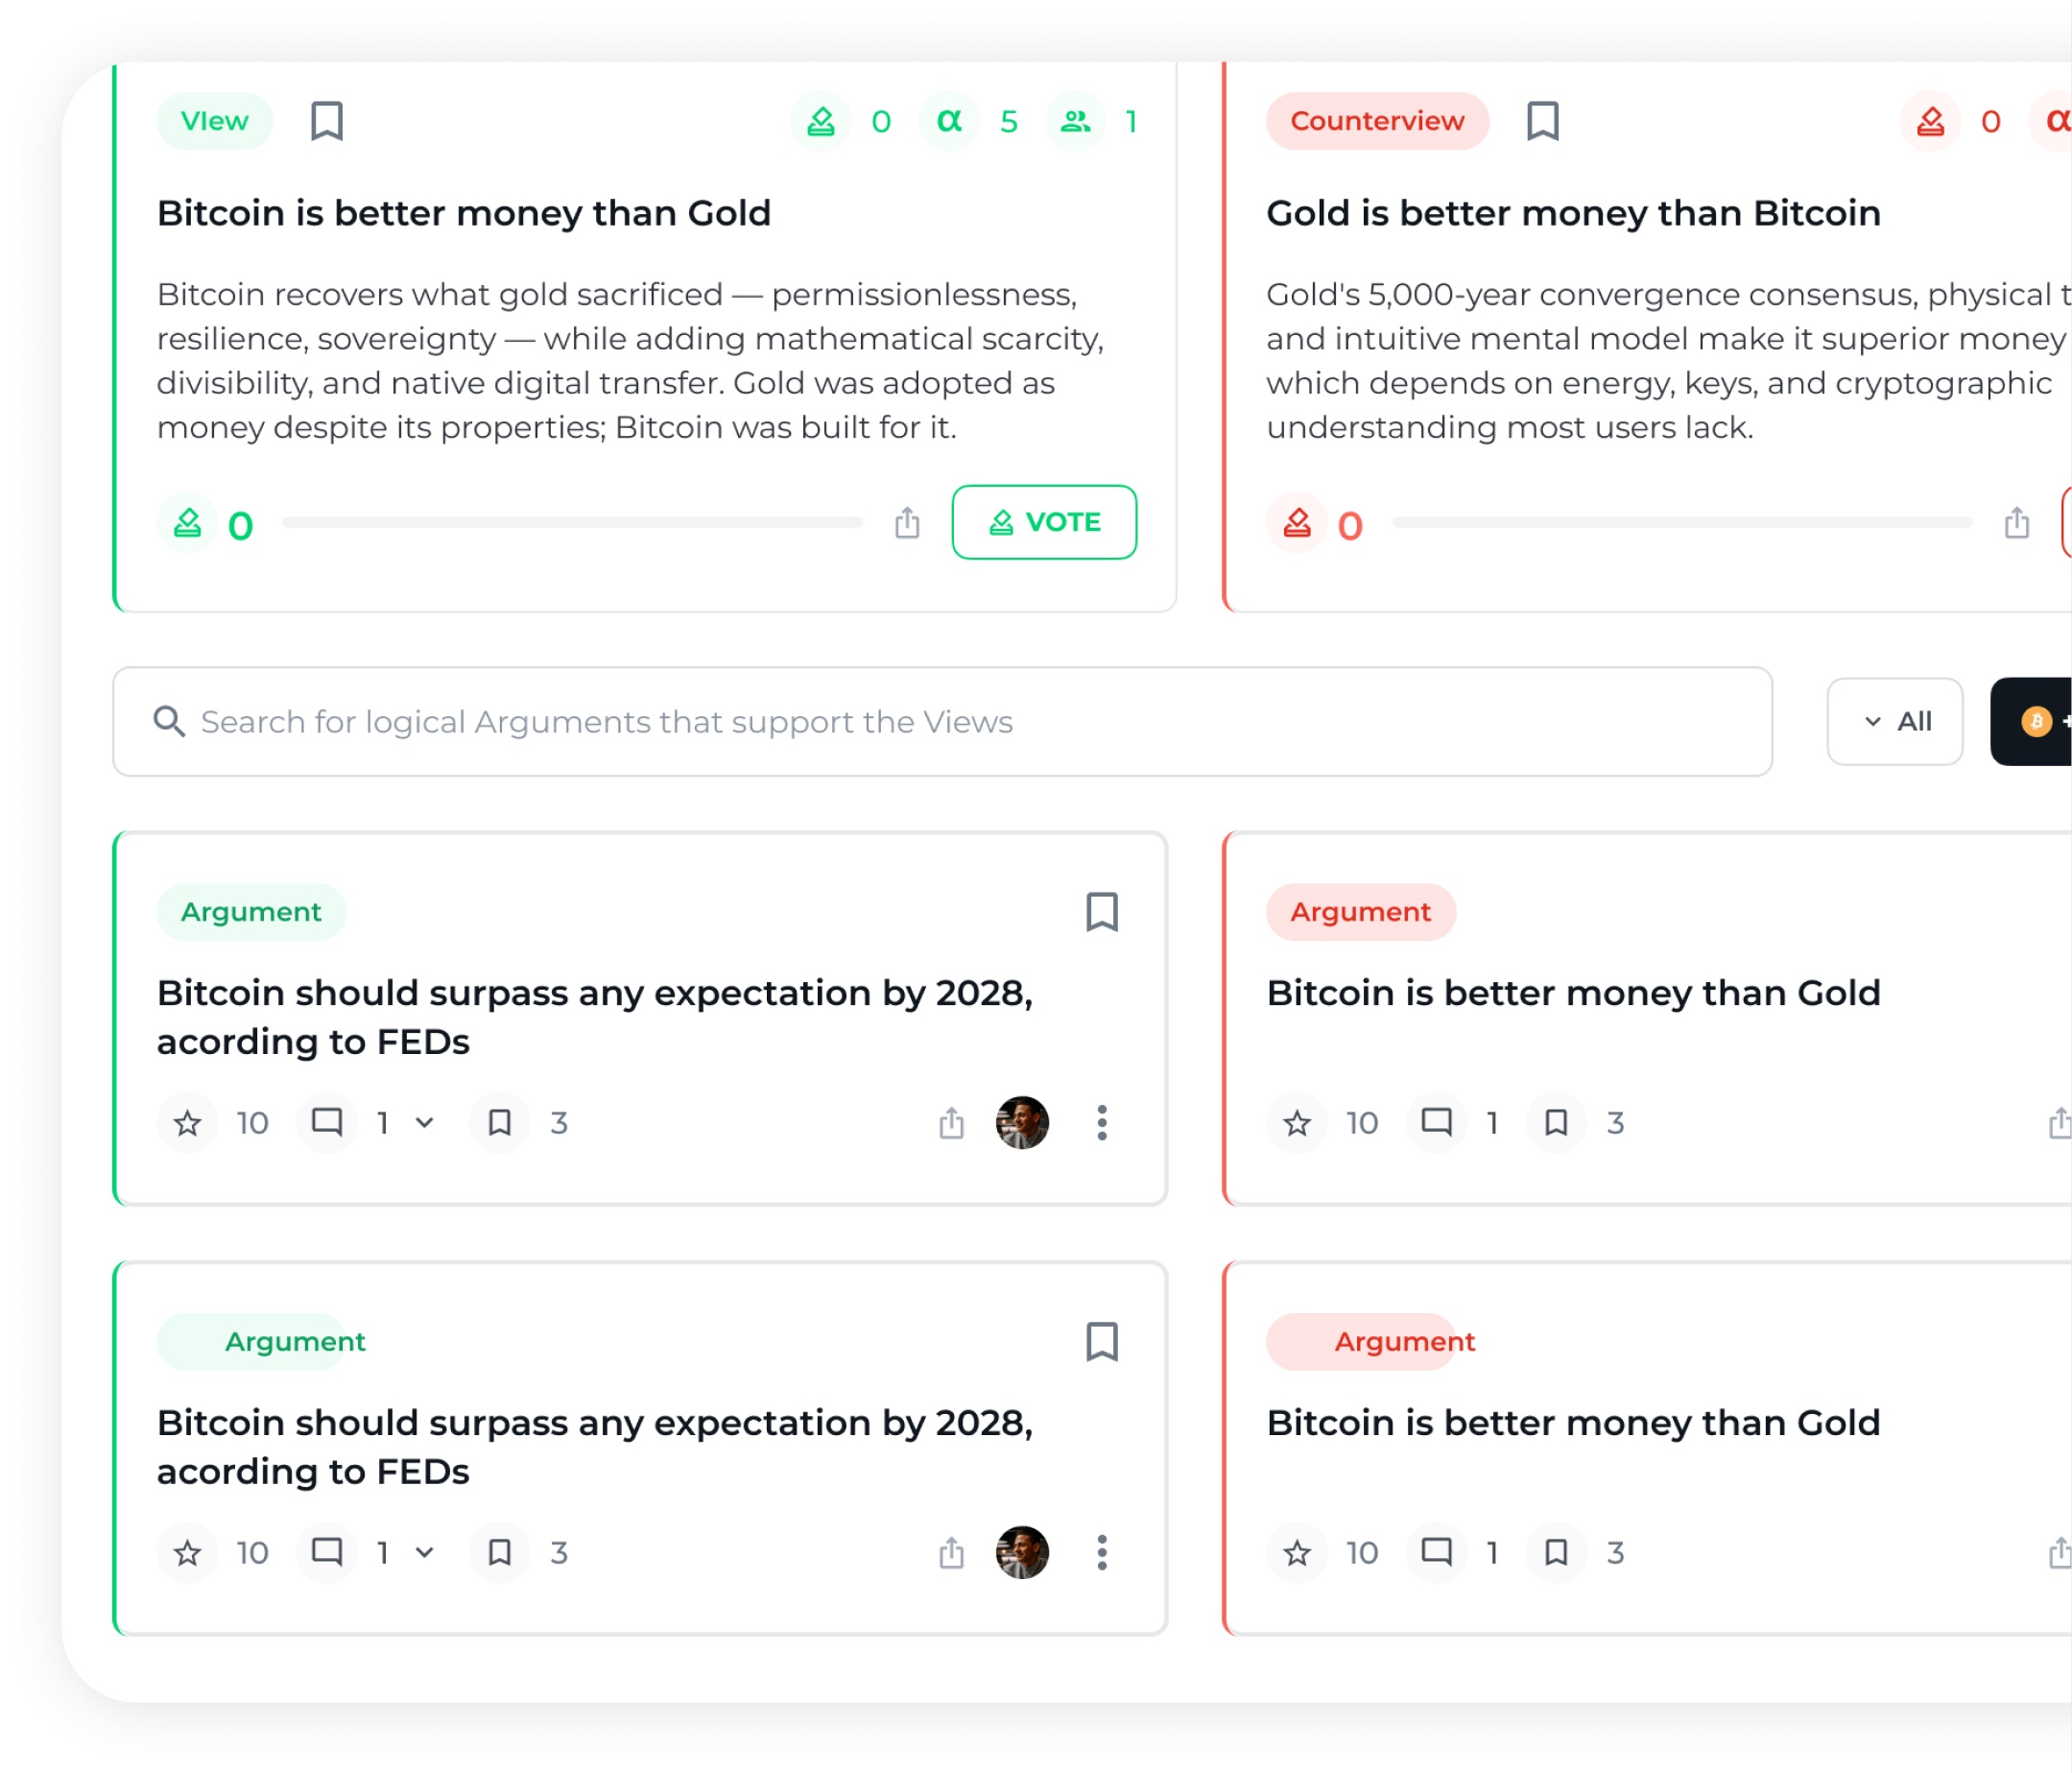 VIew 0 α 5 1
Bitcoin is better money than Gold
Bitcoin recovers what gold sacrificed — permissionlessness,
resilience, sovereignty — while adding mathematical scarcity,
divisibility, and native digital transfer. Gold was adopted as
money despite its properties; Bitcoin was built for it.
0 VOTE
Counterview 0 α
Gold is better money than Bitcoin
Gold's 5,000-year convergence consensus, physical
and intuitive mental model make it superior money
which depends on energy, keys, and cryptographic
understanding most users lack.
0
Search for logical Arguments that support the Views
All
+
Argument
Bitcoin should surpass any expectation by 2028,
acording to FEDs
10 1 3
Argument
Bitcoin is better money than Gold
10 1 3
Argument
Bitcoin should surpass any expectation by 2028,
acording to FEDs
10 1 3
Argument
Bitcoin is better money than Gold
10 1 3